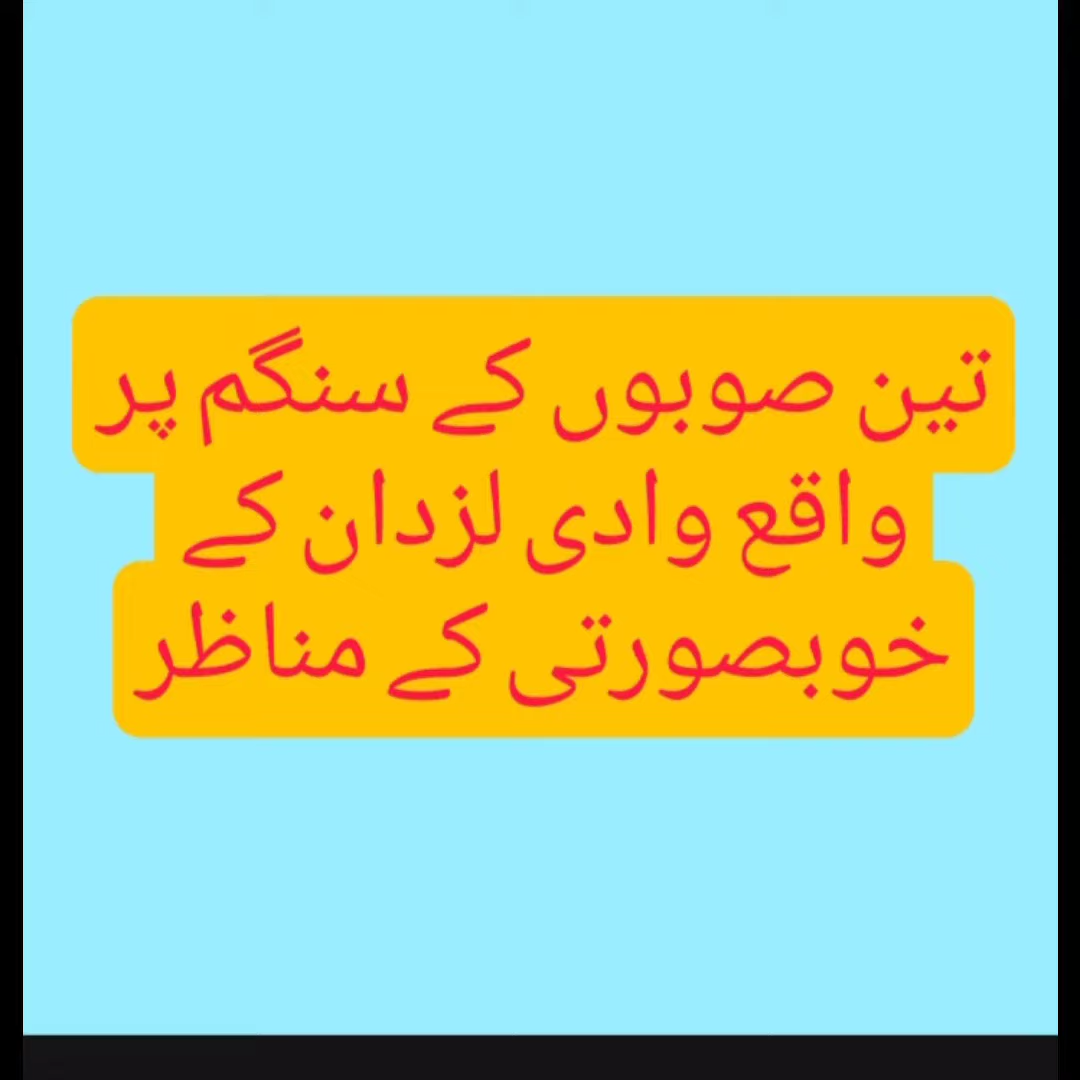 تین صوبوں کے سنگم پر
واقع وادی لزدان کے
خوبصورتی کے مناظر